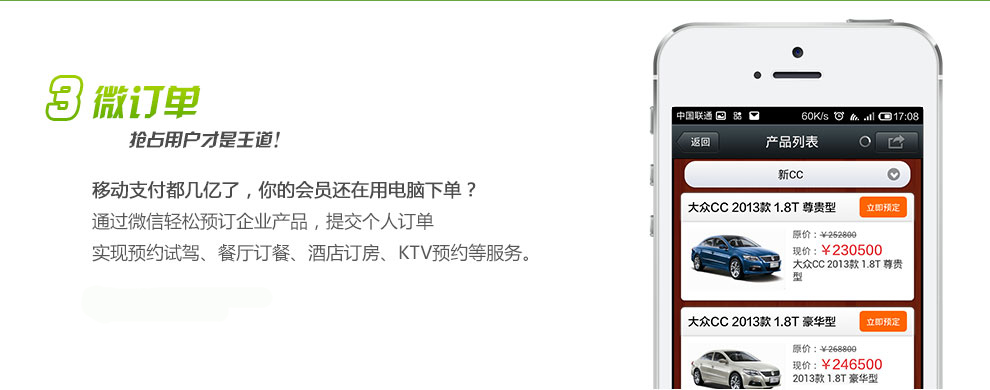 3 微订单
抢占用户才是王道!
移动支付都几亿了，你的会员还在用电脑下单？
通过微信轻松预订企业产品，提交个人订单
实现预约试驾、餐厅订餐、酒店订房、KTV预约等服务。
中国联通 60K/s 17:08
返回 产品列表
新CC
大众CC 2013款 1.8T 尊贵型 立即预定
原价：￥252800
现价：￥230500
大众CC 2013款 1.8T 尊贵
型
大众CC 2013款 1.8T 豪华型 立即预定
原价：￥268800
现价：￥246500
2013款 1.8T 豪华型